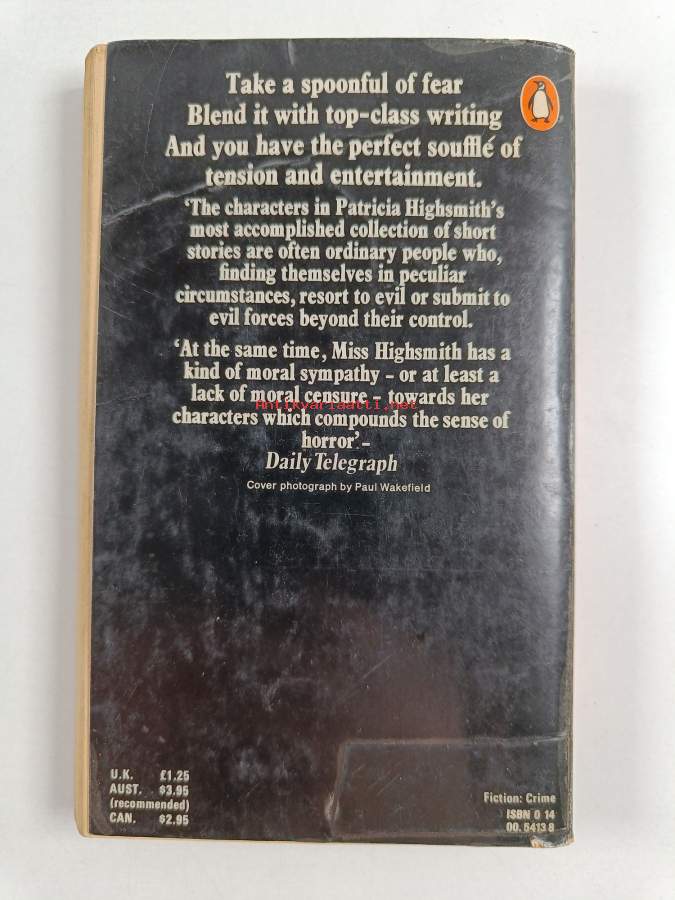 Take a spoonful of fear
Blend it with top-class writing
And you have the perfect soufflé of
tension and entertainment.
‘The characters in Patricia Highsmith’s
most accomplished collection of short
stories are often ordinary people who,
finding themselves in peculiar
circumstances, resort to evil or submit to
evil forces beyond their control.
‘At the same time, Miss Highsmith has a
kind of moral sympathy – or at least a
lack of moral censure – towards her
Antikvariaatti.net
characters which compounds the sense of
horror’–
Daily Telegraph
Cover photograph by Paul Wakefield
U.K. £1.25
AUST. $3.95
(recommended)
CAN. $2.95
Fiction: Crime
ISBN 0 14
00.5413 8